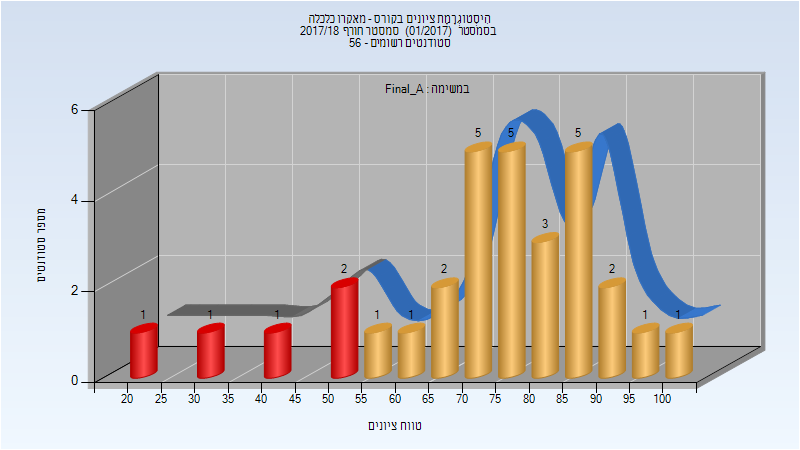 היסטוגרמת ציונים בקורס - מאקרו כלכלה
בסמסטר (01/2017) סמסטר חורף 2017/18
סטודנטים רשומים - 56
במשימה : Final_A
מספר סטודנטים
6
4
2
0
1
1
1
2
1
1
2
5
5
3
5
2
1
1
20 25 30 35 40 45 50 55 60 65 70 75 80 85 90 95 100
טווח ציונים